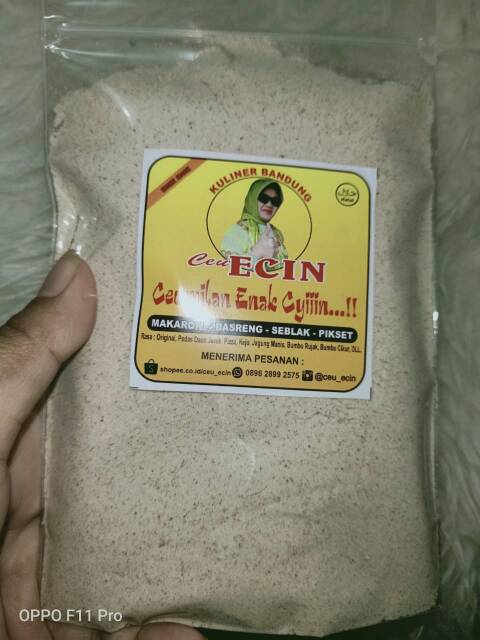 KULINER BANDUNG
Halal
Ceu ECIN
Cemilan Enak Cyiiin...!!
MAKARONI - BASRENG - SEBLAK - PIKSET
Rasa : Original, Pedas Daun Jeruk, Pizza, Keju, Jagung Manis, Bumbu Rujak, Bumbu Cikur, DLL.
MENERIMA PESANAN :
shopee.co.id/ceu_ecin 0896 2899 2575 @ceu_ecin
OPPO F11 Pro